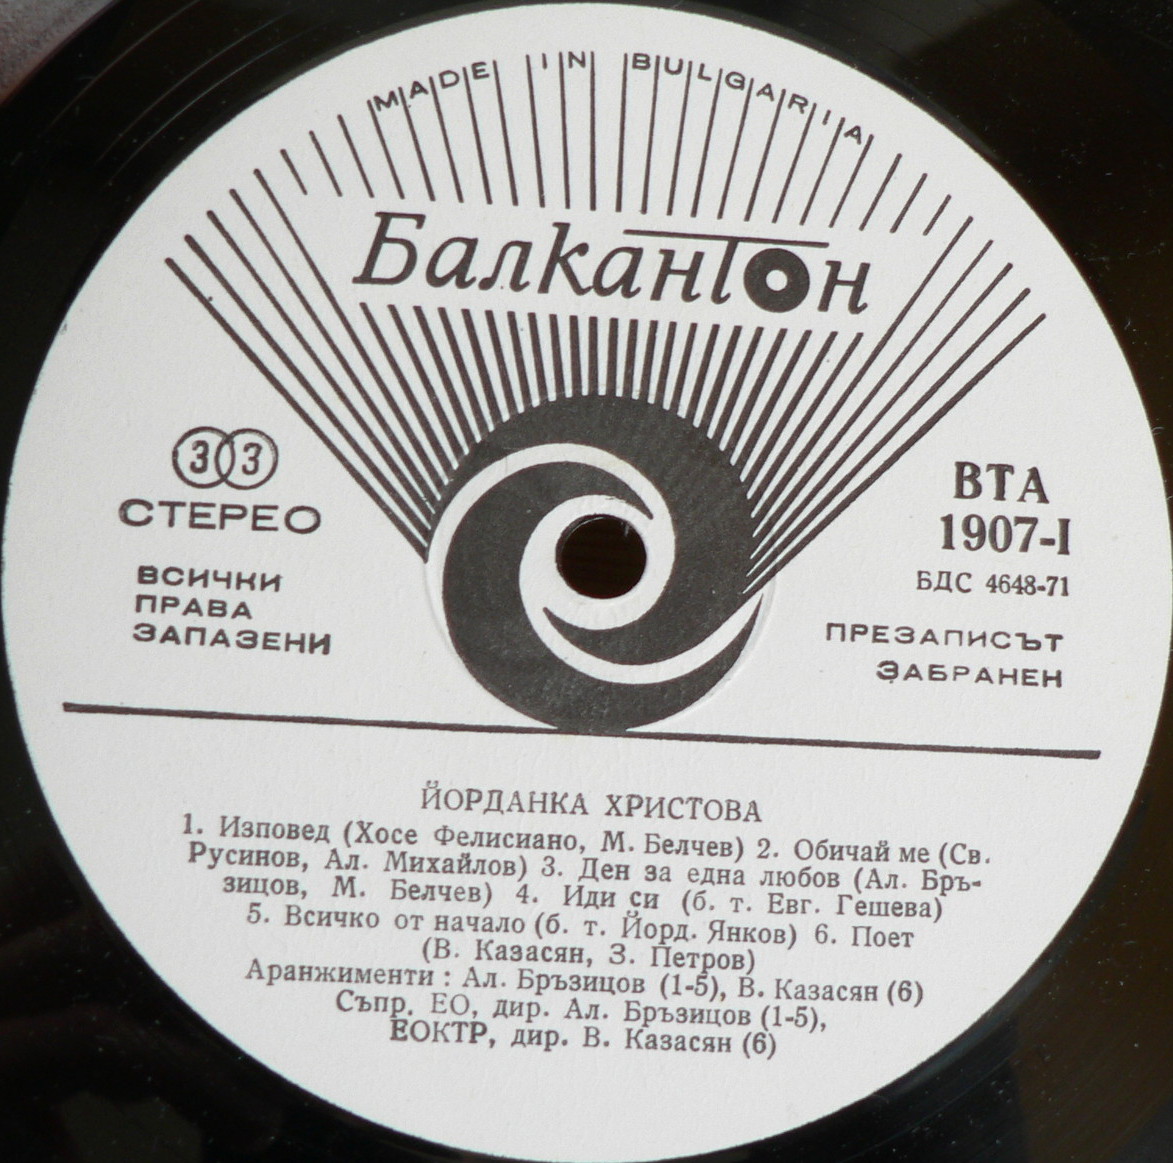 MADE IN BULGARIA
Балкантон
33
СТЕРЕО
ВСИЧКИ
ПРАВА
ЗАПАЗЕНИ
ВТА
1907-I
БДС 4648-71
ПРЕЗАПИСЪТ
ЗАБРАНЕН
ЙОРДАНКА ХРИСТОВА
1. Изповед (Хосе Фелисиано, М. Белчев) 2. Обичай ме (Св.
Русинов, Ал. Михайлов) 3. Ден за една любов (Ал. Бръ-
зицов, М. Белчев) 4. Иди си (б. т. Евг. Гешева)
5. Всичко от начало (б. т. Йорд. Янков) 6. Поет
(В. Казасян, З. Петров)
Аранжименти : Ал. Бръзицов (1-5), В. Казасян (6)
Съпр. ЕО, дир. Ал. Бръзицов (1-5),
ЕОКТР, дир. В. Казасян (6)